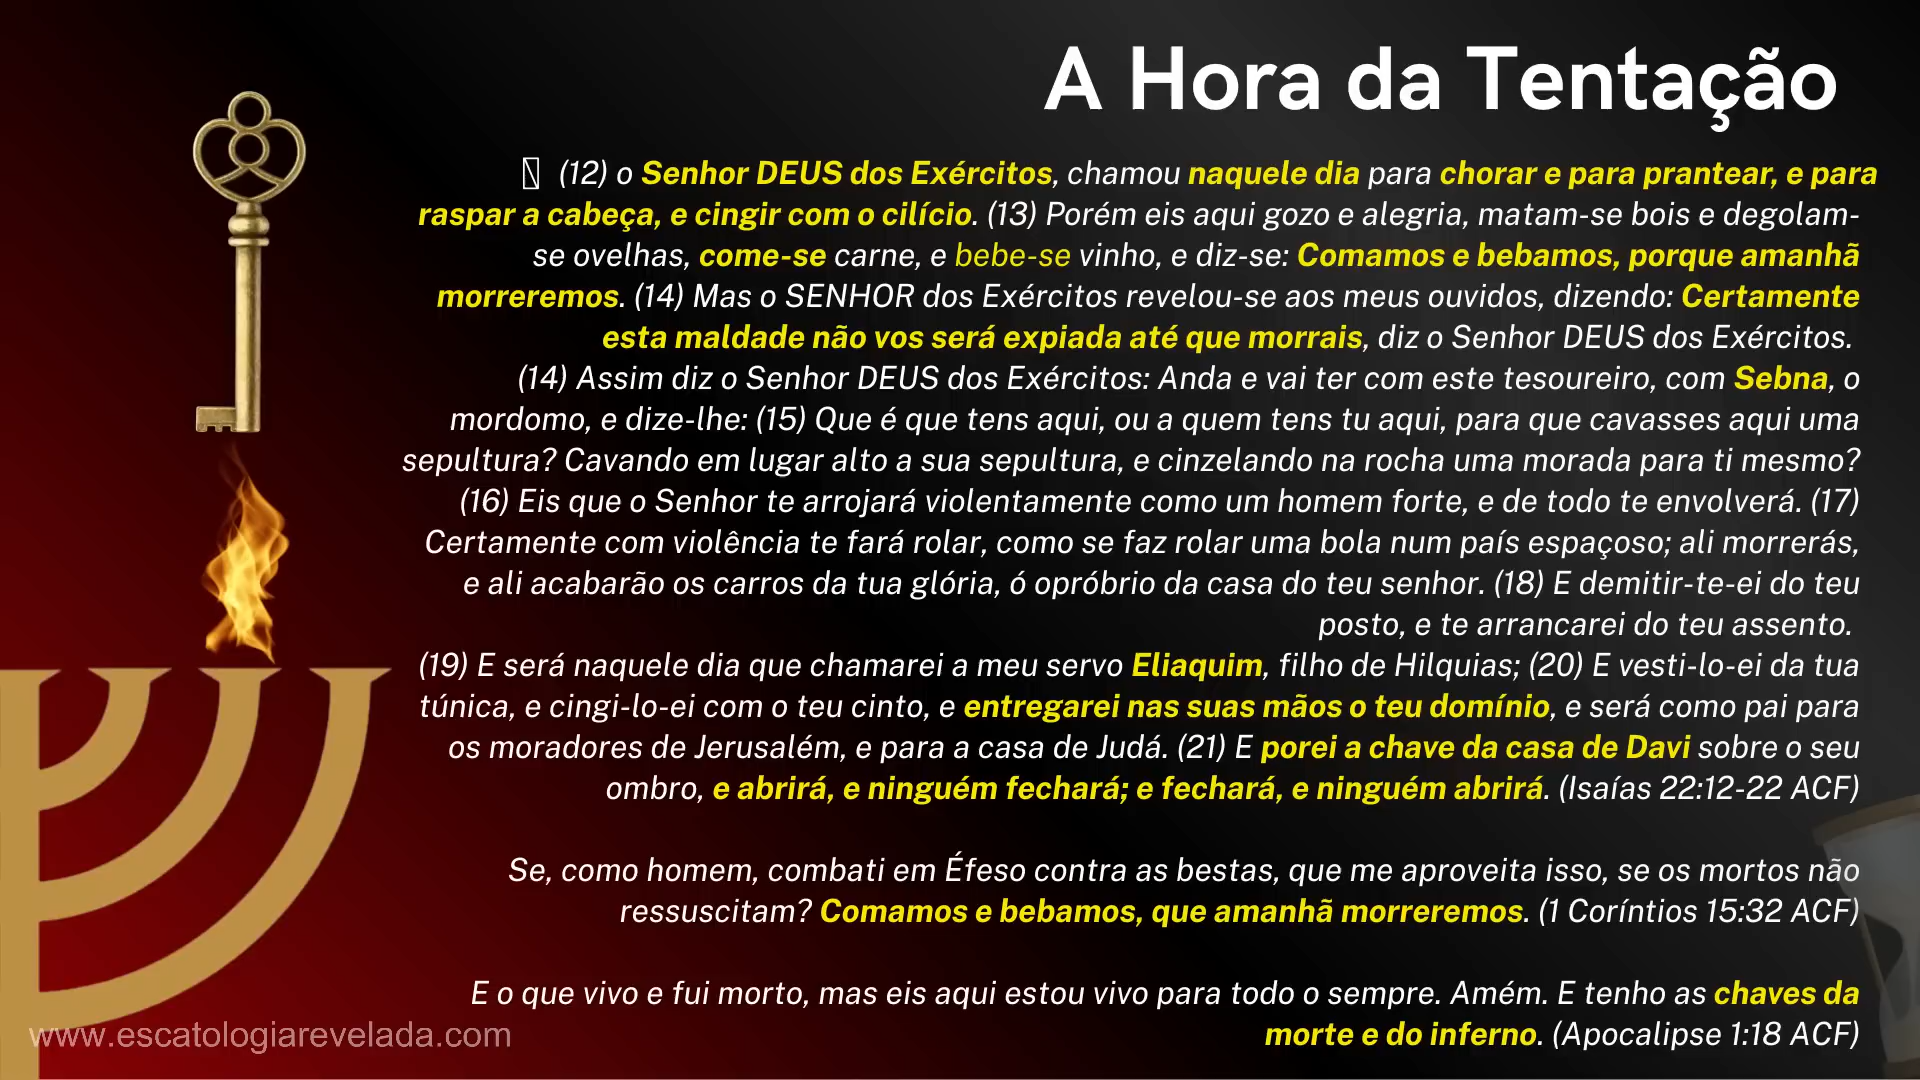 A Hora da Tentação
(12) o Senhor DEUS dos Exércitos, chamou naquele dia para chorar e para prantear, e para
raspar a cabeça, e cingir com o cilício. (13) Porém eis aqui gozo e alegria, matam-se bois e degolam-
se ovelhas, come-se carne, e bebe-se vinho, e diz-se: Comamos e bebamos, porque amanhã
morreremos. (14) Mas o SENHOR dos Exércitos revelou-se aos meus ouvidos, dizendo: Certamente
esta maldade não vos será expiada até que morrais, diz o Senhor DEUS dos Exércitos.
(14) Assim diz o Senhor DEUS dos Exércitos: Anda e vai ter com este tesoureiro, com Sebna, o
mordomo, e dize-lhe: (15) Que é que tens aqui, ou a quem tens tu aqui, para que cavasses aqui uma
sepultura? Cavando em lugar alto a sua sepultura, e cinzelando na rocha uma morada para ti mesmo?
(16) Eis que o Senhor te arrojará violentamente como um homem forte, e de todo te envolverá. (17)
Certamente com violência te fará rolar, como se faz rolar uma bola num país espaçoso; ali morrerás,
e ali acabarão os carros da tua glória, ó opróbrio da casa do teu senhor. (18) E demitir-te-ei do teu
posto, e te arrancarei do teu assento.
(19) E será naquele dia que chamarei a meu servo Eliaquim, filho de Hilquias; (20) E vesti-lo-ei da tua
túnica, e cingi-lo-ei com o teu cinto, e entregarei nas suas mãos o teu domínio, e será como pai para
os moradores de Jerusalém, e para a casa de Judá. (21) E porei a chave da casa de Davi sobre o seu
ombro, e abrirá, e ninguém fechará; e fechará, e ninguém abrirá. (Isaías 22:12-22 ACF)
Se, como homem, combati em Éfeso contra as bestas, que me aproveita isso, se os mortos não
ressuscitam? Comamos e bebamos, que amanhã morreremos. (1 Coríntios 15:32 ACF)
E o que vivo e fui morto, mas eis aqui estou vivo para todo o sempre. Amém. E tenho as chaves da
morte e do inferno. (Apocalipse 1:18 ACF)
www.escatologiarevelada.com